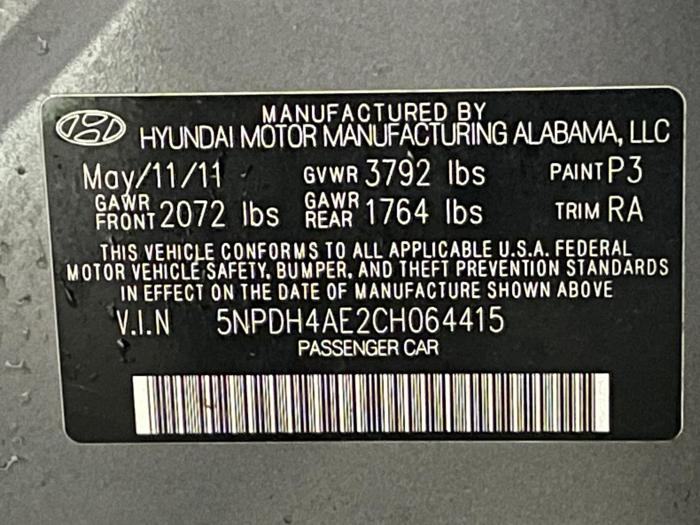 MANUFACTURED BY
HYUNDAI MOTOR MANUFACTURING ALABAMA, LLC
May/11/11 GVWR 3792 lbs PAINT P3
GAWR FRONT 2072 lbs GAWR REAR 1764 lbs TRIM RA
THIS VEHICLE CONFORMS TO ALL APPLICABLE U.S.A. FEDERAL
MOTOR VEHICLE SAFETY, BUMPER, AND THEFT PREVENTION STANDARDS
IN EFFECT ON THE DATE OF MANUFACTURE SHOWN ABOVE
V.I.N 5NPDH4AE2CH064415
PASSENGER CAR